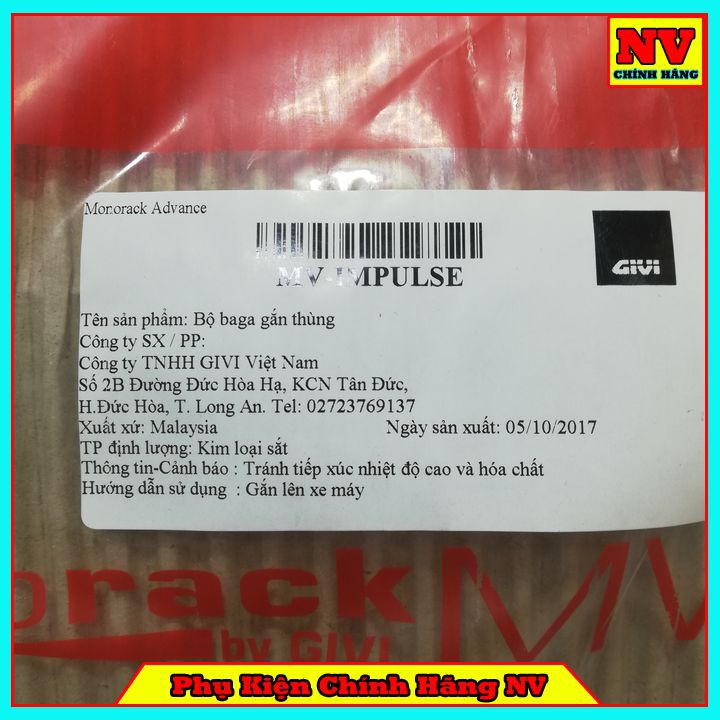 NV
CHÍNH HÃNG
Monorack Advance
MV-IMPULSE
GIVI
Tên sản phẩm: Bộ baga gắn thùng
Công ty SX / PP:
Công ty TNHH GIVI Việt Nam
Số 2B Đường Đức Hòa Hạ, KCN Tân Đức,
H.Đức Hòa, T. Long An. Tel: 02723769137
Xuất xứ: Malaysia Ngày sản xuất: 05/10/2017
TP định lượng: Kim loại sắt
Thông tin-Cảnh báo : Tránh tiếp xúc nhiệt độ cao và hóa chất
Hướng dẫn sử dụng : Gắn lên xe máy
orack MV
by GIVI
Phụ Kiện Chính Hãng NV